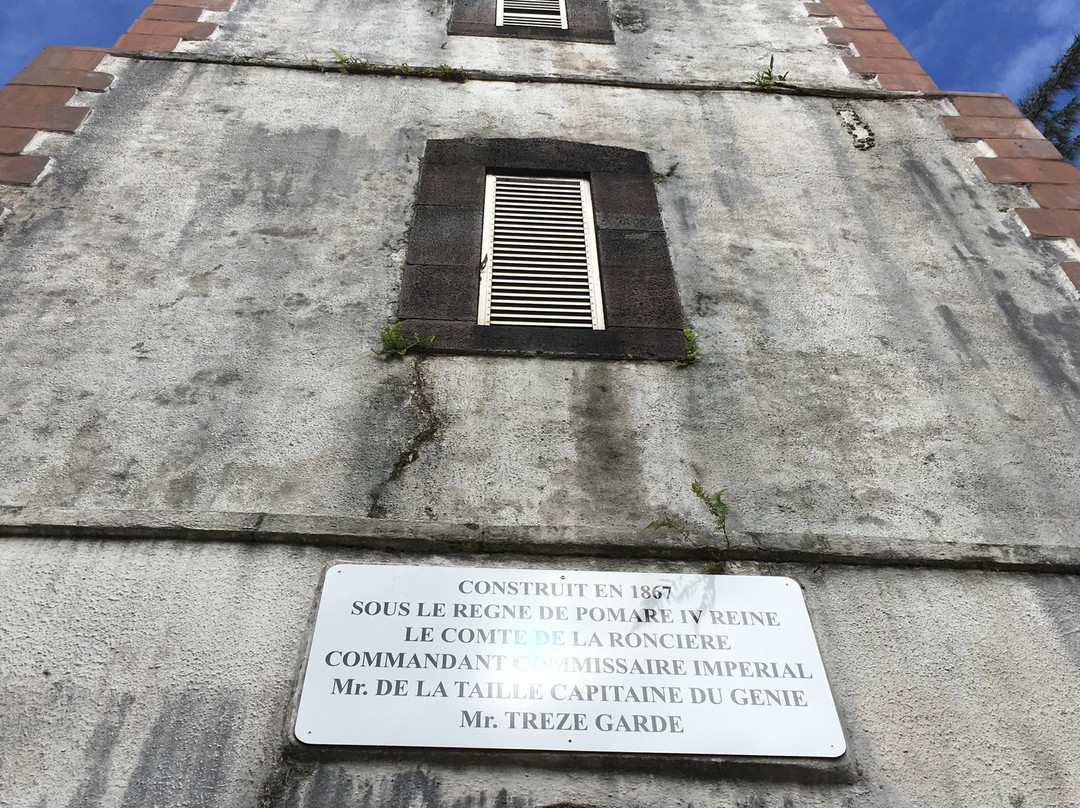 CONSTRUIT EN 1867
SOUS LE REGNE DE POMARE IV REINE
LE COMTE DE LA RONCIERE
COMMANDANT COMMISSAIRE IMPERIAL
Mr. DE LA TAILLE CAPITAINE DU GENIE
Mr. TREZE GARDE